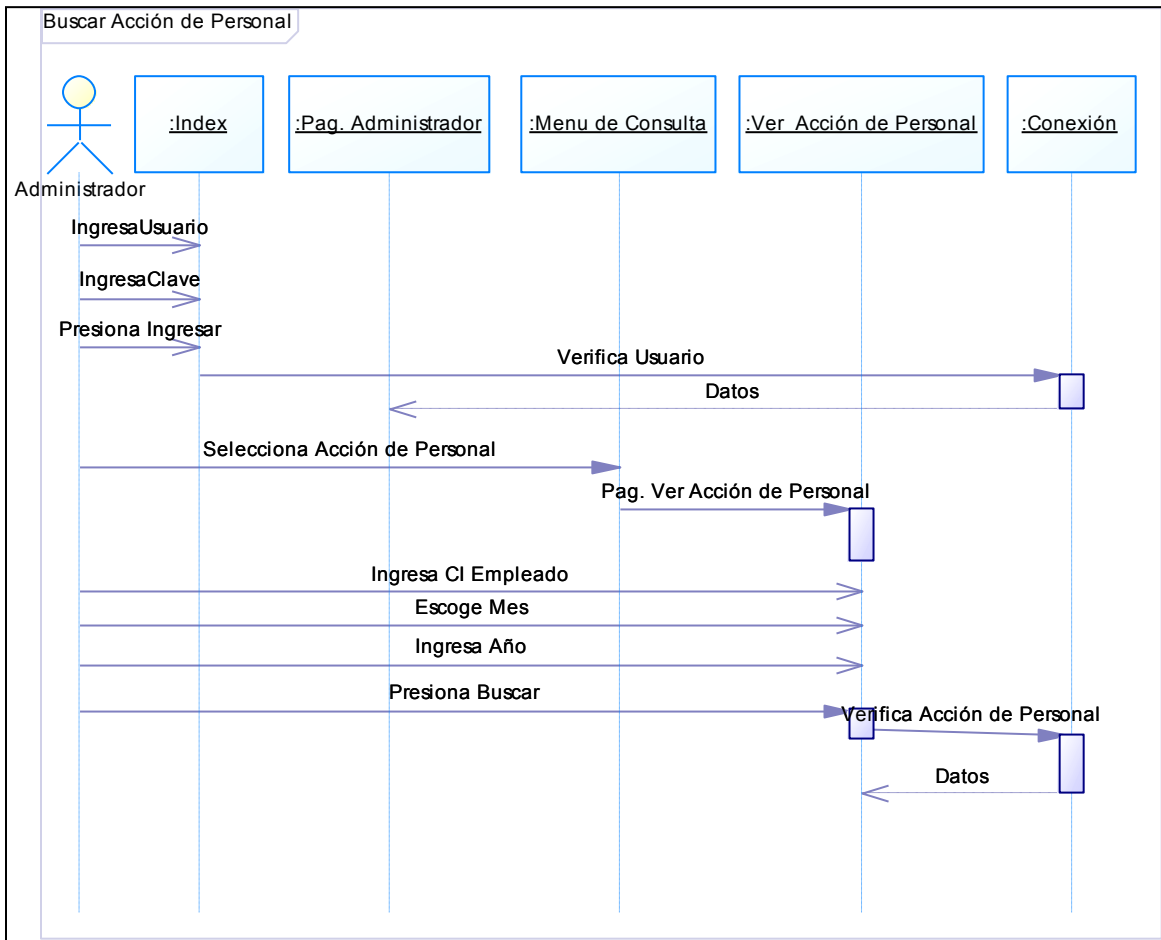 Buscar Acción de Personal
:Index
:Pag. Administrador
:Menu de Consulta
:Ver Acción de Personal
:Conexión
Administrador
IngresaUsuario
IngresaClave
Presiona Ingresar
Verifica Usuario
Datos
Selecciona Acción de Personal
Pag. Ver Acción de Personal
Ingresa CI Empleado
Escoge Mes
Ingresa Año
Presiona Buscar
Verifica Acción de Personal
Datos